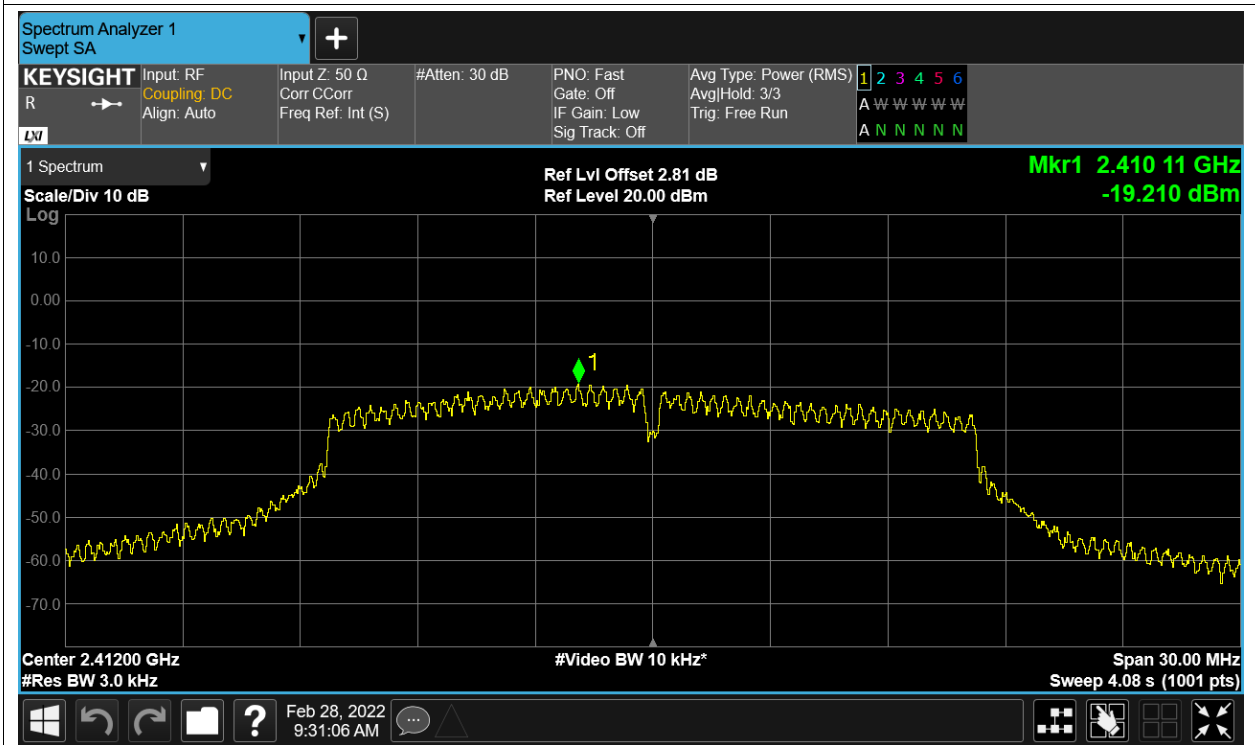 Spectrum Analyzer 1
Swept SA
KEYSIGHT
R
LXI
Input: RF
Coupling: DC
Align: Auto
Input Z: 50 Ω
Corr CCorr
Freq Ref: Int (S)
#Atten: 30 dB
PNO: Fast
Gate: Off
IF Gain: Low
Sig Track: Off
Avg Type: Power (RMS)
Avg|Hold: 3/3
Trig: Free Run
1 2 3 4 5 6
A W W W W W
A N N N N N
1 Spectrum
Scale/Div 10 dB
Log
Ref Lvl Offset 2.81 dB
Ref Level 20.00 dBm
Mkr1 2.410 11 GHz
-19.210 dBm
10.0
0.00
-10.0
1
-20.0
-30.0
-40.0
-50.0
-60.0
-70.0
Center 2.41200 GHz
#Video BW 10 kHz*
Span 30.00 MHz
#Res BW 3.0 kHz
Sweep 4.08 s (1001 pts)
?
Feb 28, 2022
9:31:06 AM